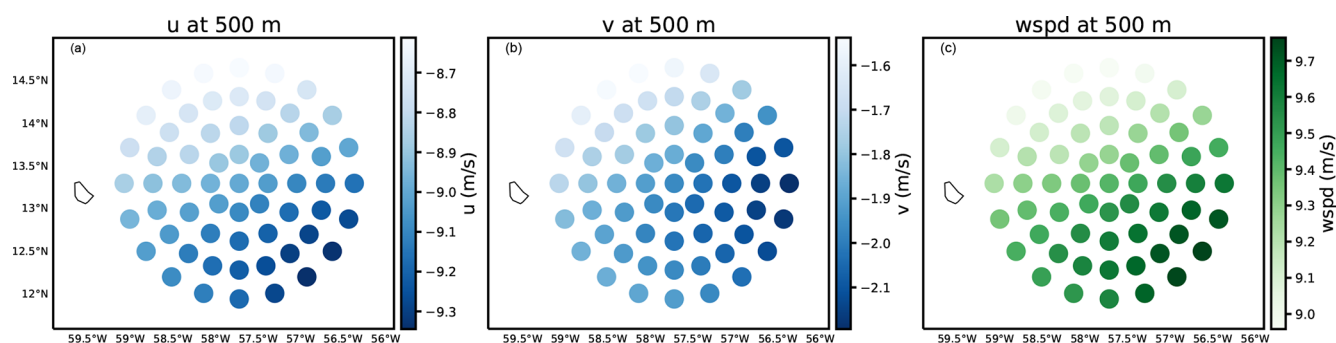 u at 500 m
(a)
14.5°N
14°N
13.5°N
13°N
12.5°N
12°N
59.5°W 59°W 58.5°W 58°W 57.5°W 57°W 56.5°W 56°W
−8.7
−8.8
−8.9
−9.0
−9.1
−9.2
−9.3
u (m/s)
v at 500 m
(b)
59.5°W 59°W 58.5°W 58°W 57.5°W 57°W 56.5°W 56°W
−1.6
−1.7
−1.8
−1.9
−2.0
−2.1
v (m/s)
wspd at 500 m
(c)
59.5°W 59°W 58.5°W 58°W 57.5°W 57°W 56.5°W 56°W
9.7
9.6
9.5
9.4
9.3
9.2
9.1
9.0
wspd (m/s)